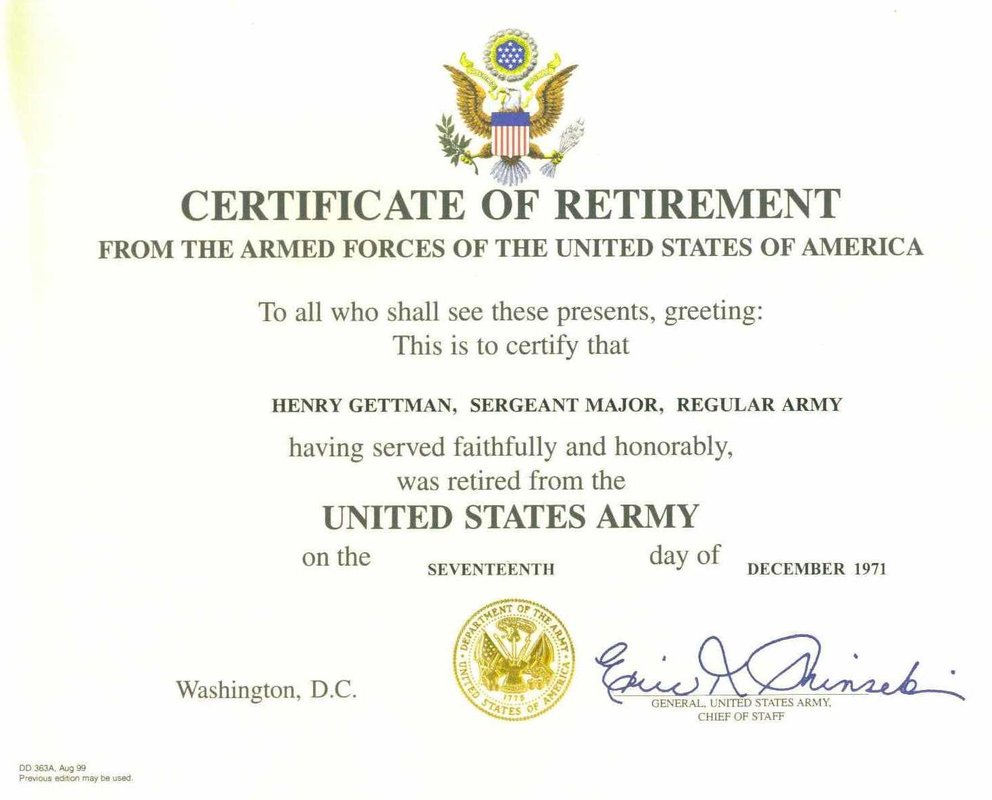 CERTIFICATE OF RETIREMENT
FROM THE ARMED FORCES OF THE UNITED STATES OF AMERICA
To all who shall see these presents, greeting:
This is to certify that
HENRY GETTMAN, SERGEANT MAJOR, REGULAR ARMY
having served faithfully and honorably,
was retired from the
UNITED STATES ARMY
on the SEVENTEENTH day of DECEMBER 1971
DEPARTMENT OF THE ARMY
UNITED STATES OF AMERICA
1775
Washington, D.C.
Eric K Shinseki
GENERAL, UNITED STATES ARMY,
CHIEF OF STAFF
DD 363A, Aug 99
Previous edition may be used.